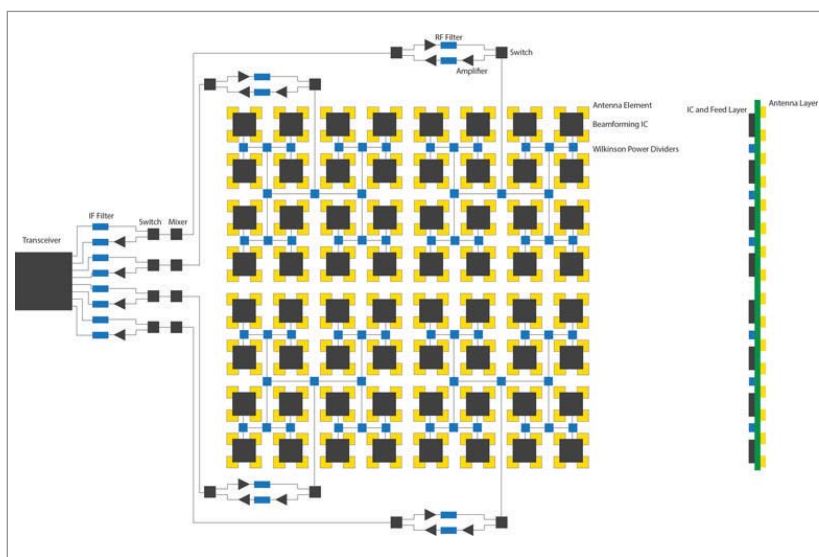 RF Filter
Switch
Amplifier
Antenna Element
Beamforming IC
Wilkinson Power Dividers
IC and Feed Layer
Antenna Layer
IF Filter
Switch
Mixer
Transceiver